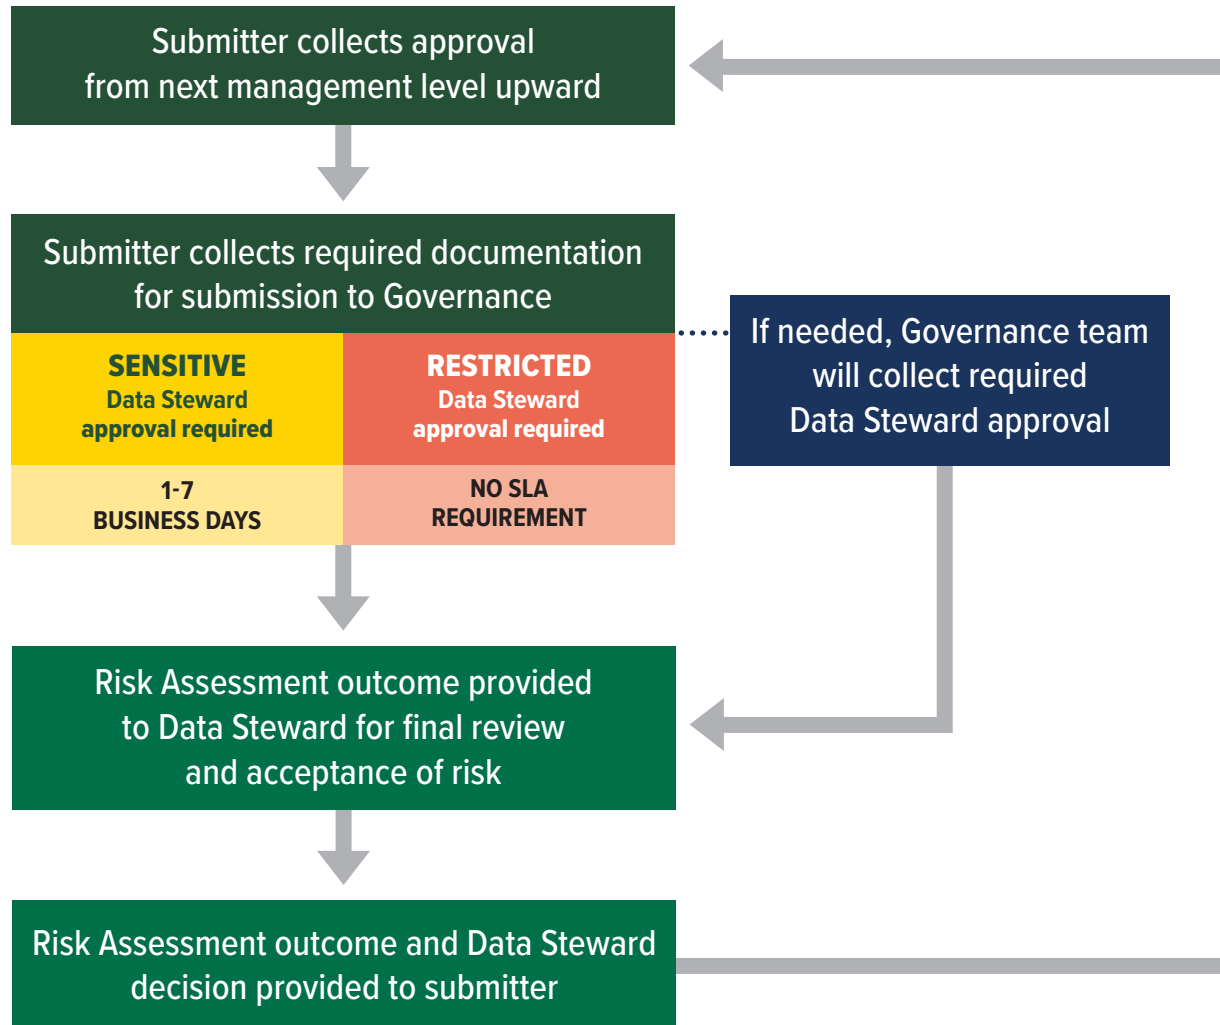 Submitter collects approval
from next management level upward
Submitter collects required documentation
for submission to Governance
SENSITIVE
Data Steward
approval required
RESTRICTED
Data Steward
approval required
1-7
BUSINESS DAYS
NO SLA
REQUIREMENT
If needed, Governance team
will collect required
Data Steward approval
Risk Assessment outcome provided
to Data Steward for final review
and acceptance of risk
Risk Assessment outcome and Data Steward
decision provided to submitter